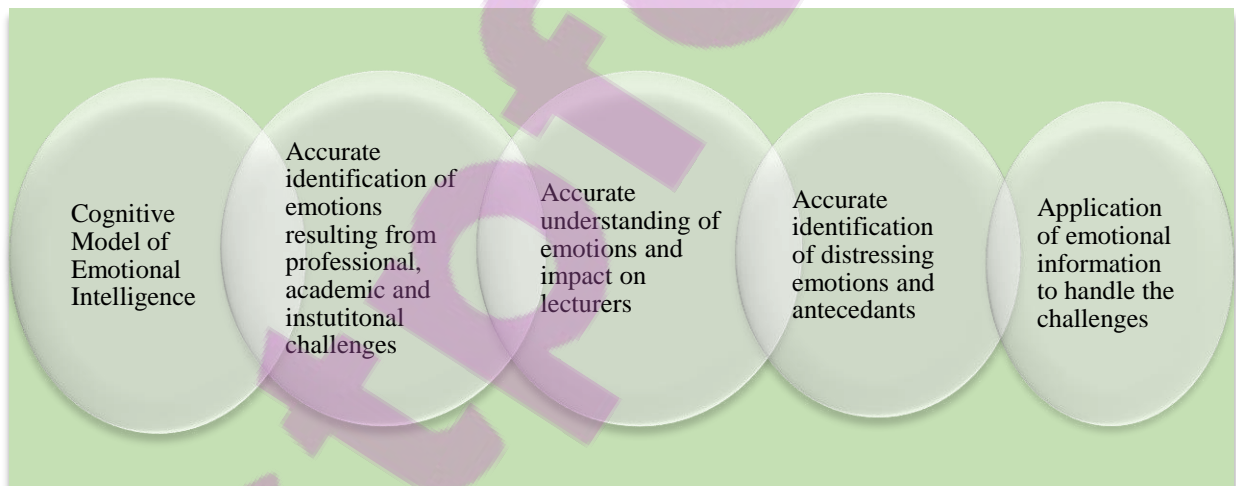 Cognitive
Model of
Emotional
Intelligence
Accurate
identification of
emotions
resulting from
professional,
academic and
instutitonal
challenges
Accurate
understanding of
emotions and
impact on
lecturers
Accurate
identification
of distressing
emotions and
antecedants
Application
of emotional
information
to handle the
challenges